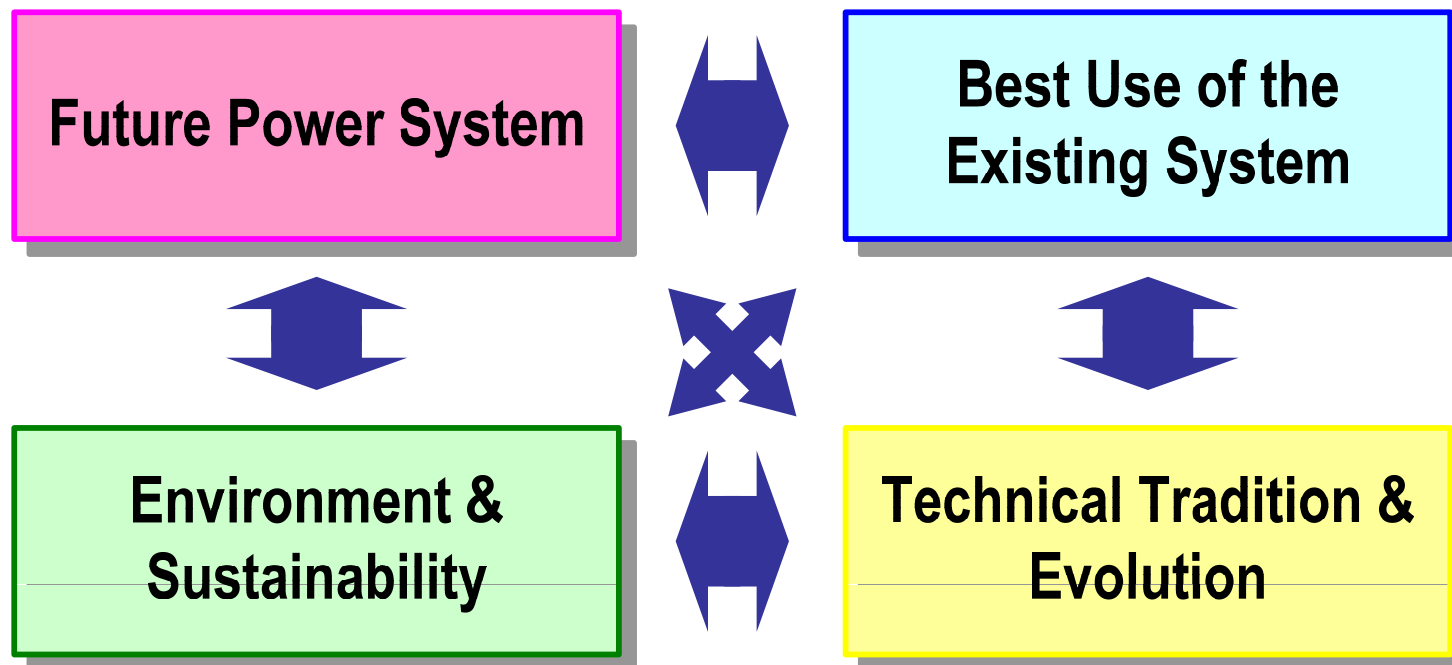 Future Power System
Best Use of the
Existing System
Environment &
Sustainability
Technical Tradition &
Evolution